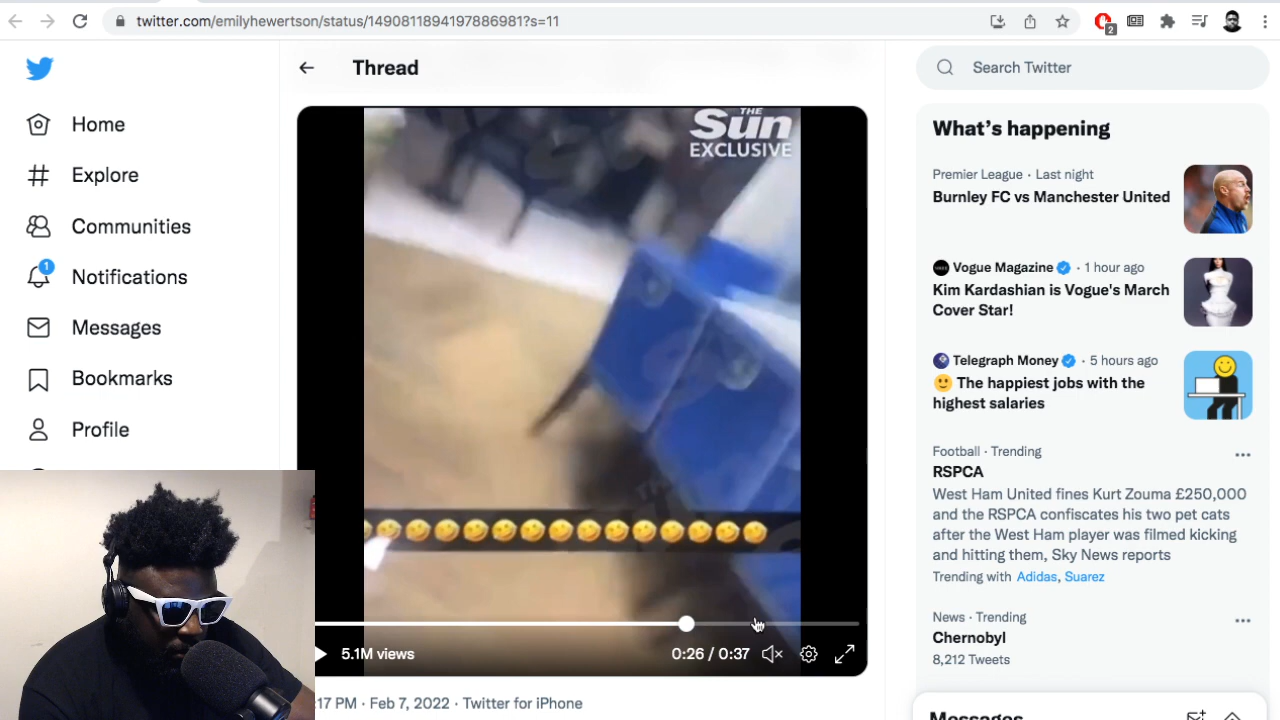 twitter.com/emilyhewertson/status/1490811894197886981?s=11
2
Thread
Search Twitter
Home
Explore
Communities
1
Notifications
Messages
Bookmarks
Profile
THE
Sun
EXCLUSIVE
5.1M views
0:26 / 0:37
:17 PM · Feb 7, 2022 · Twitter for iPhone
What's happening
Premier League · Last night
Burnley FC vs Manchester United
Vogue Magazine · 1 hour ago
Kim Kardashian is Vogue's March
Cover Star!
Telegraph Money · 5 hours ago
The happiest jobs with the
highest salaries
Football · Trending
RSPCA
West Ham United fines Kurt Zouma £250,000
and the RSPCA confiscates his two pet cats
after the West Ham player was filmed kicking
and hitting them, Sky News reports
Trending with Adidas, Suarez
News · Trending
Chernobyl
8,212 Tweets
Messages